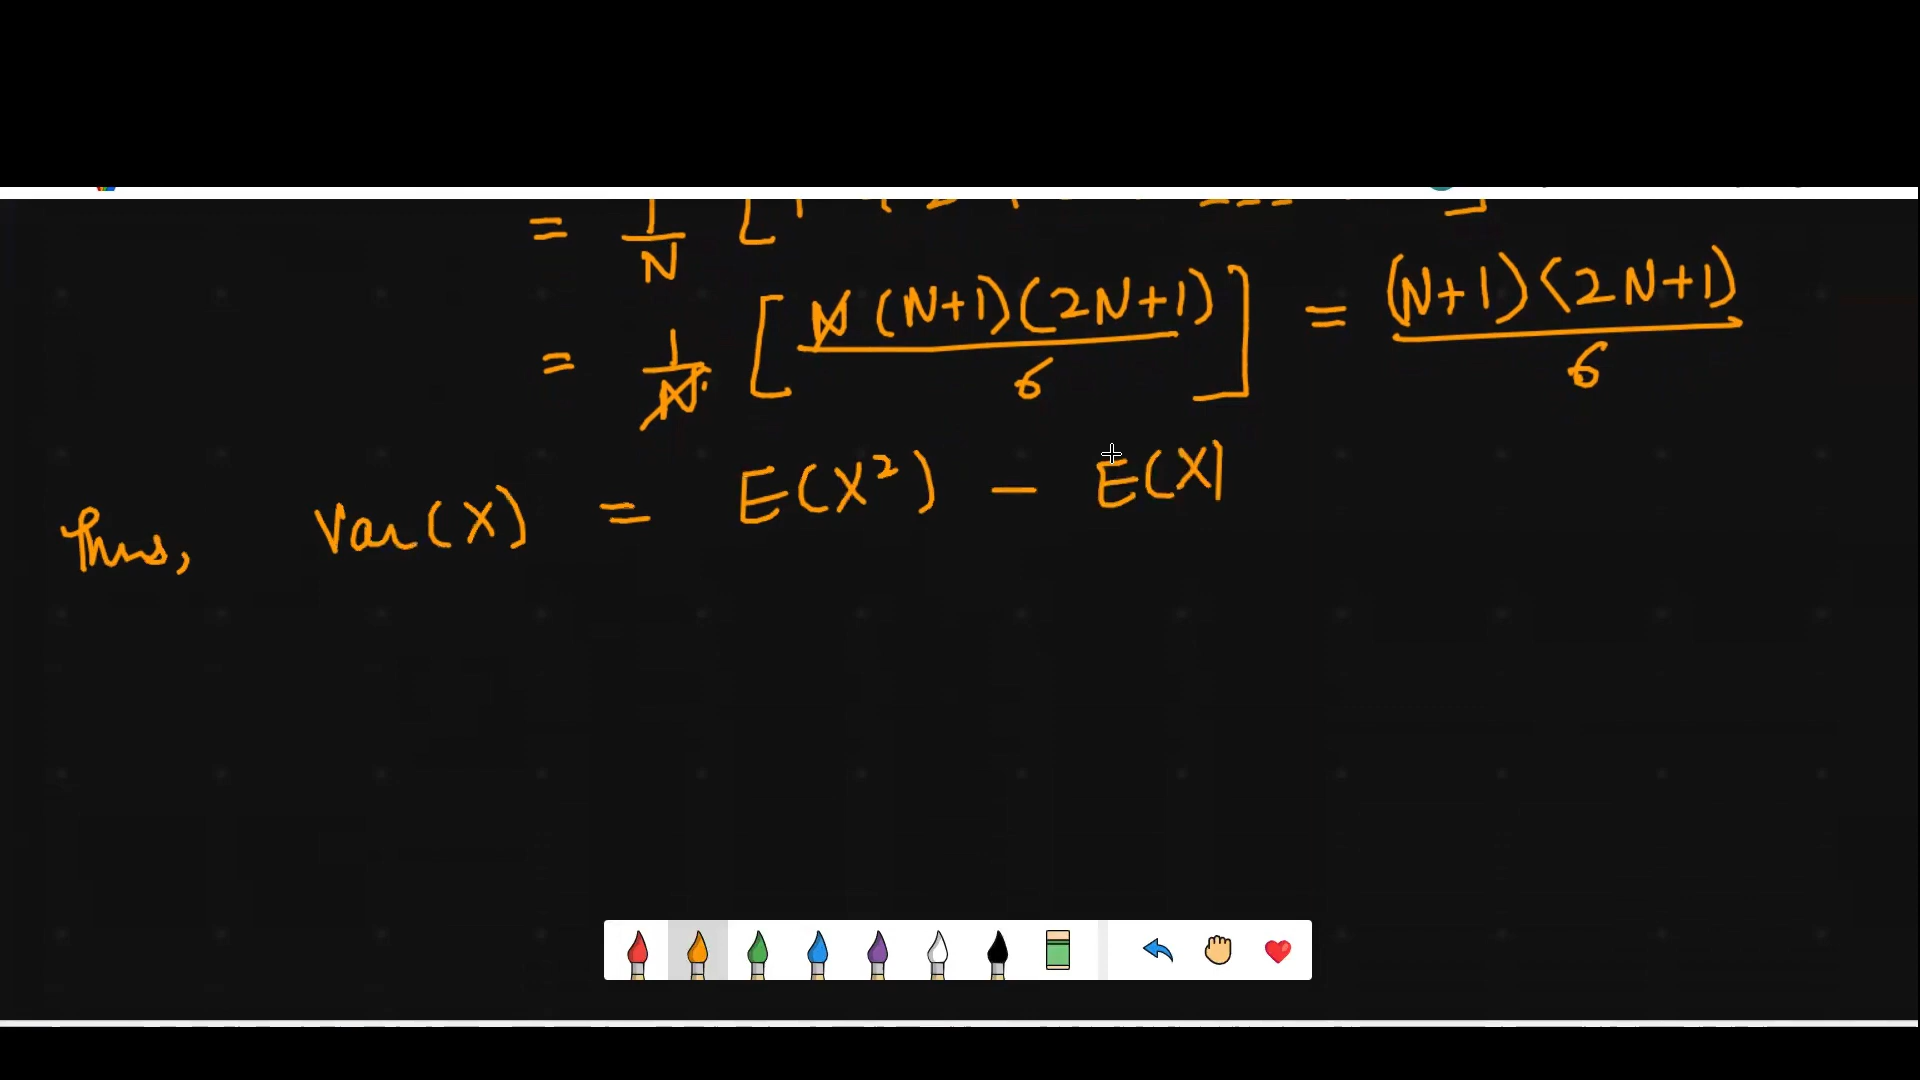 = 1/N [
= 1/N [N(N+1)(2N+1)/6] = (N+1)(2N+1)/6
Thus, Var(X) = E(X²) – E(X)